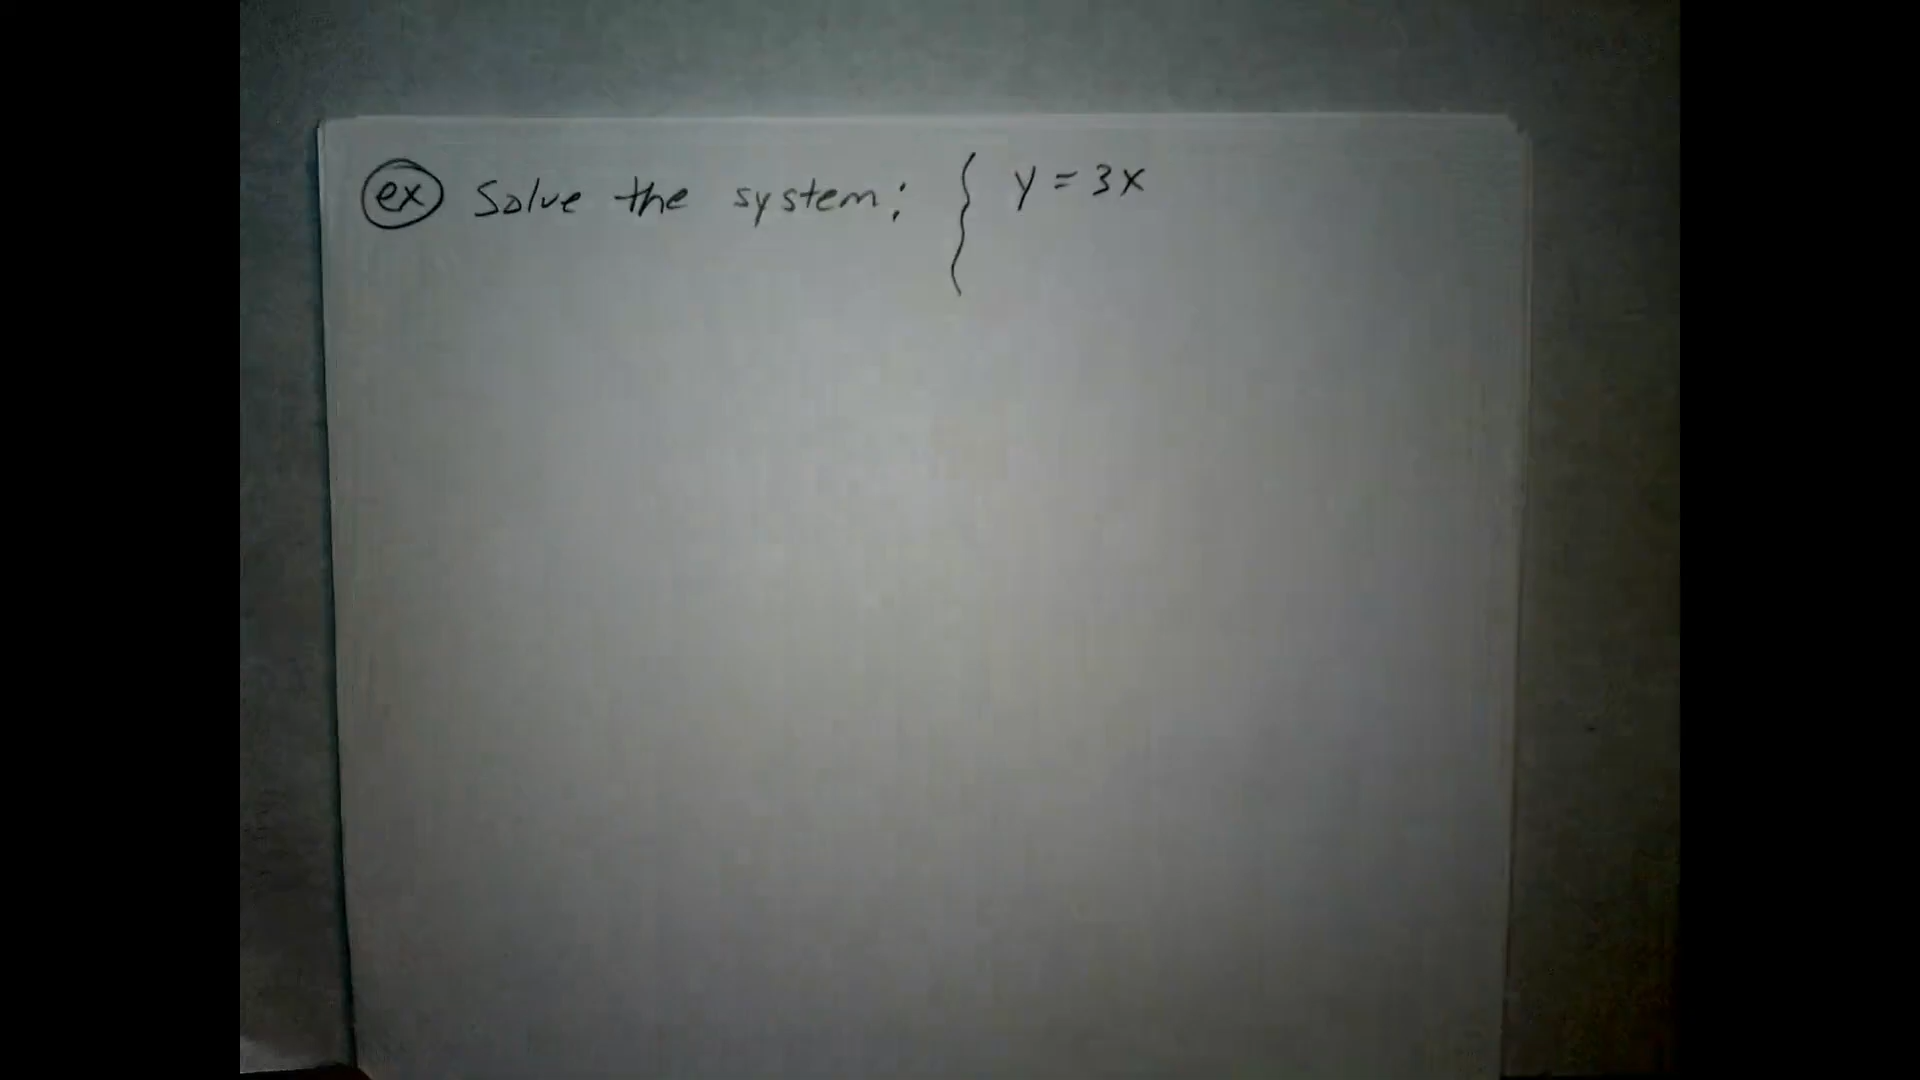 ex Solve the system: { y = 3x